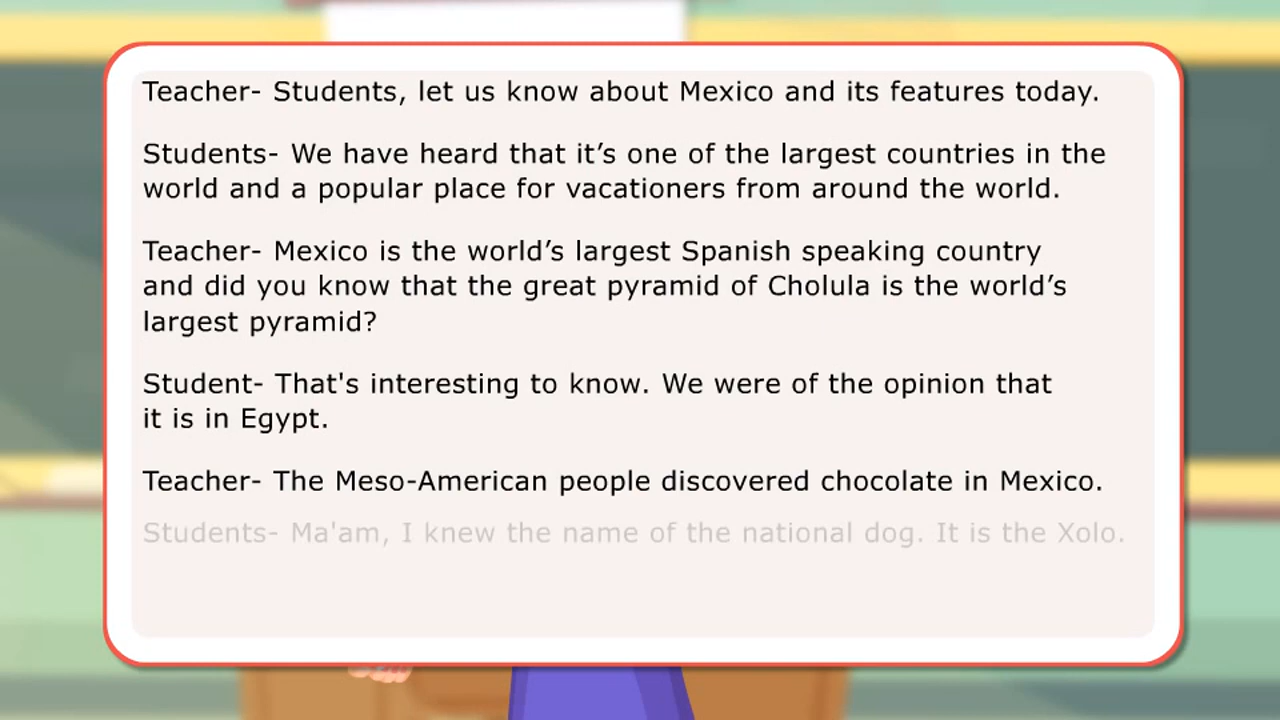 Teacher- Students, let us know about Mexico and its features today.
Students- We have heard that it’s one of the largest countries in the
world and a popular place for vacationers from around the world.
Teacher- Mexico is the world’s largest Spanish speaking country
and did you know that the great pyramid of Cholula is the world’s
largest pyramid?
Student- That's interesting to know. We were of the opinion that
it is in Egypt.
Teacher- The Meso-American people discovered chocolate in Mexico.
Students- Ma'am, I knew the name of the national dog. It is the Xolo.